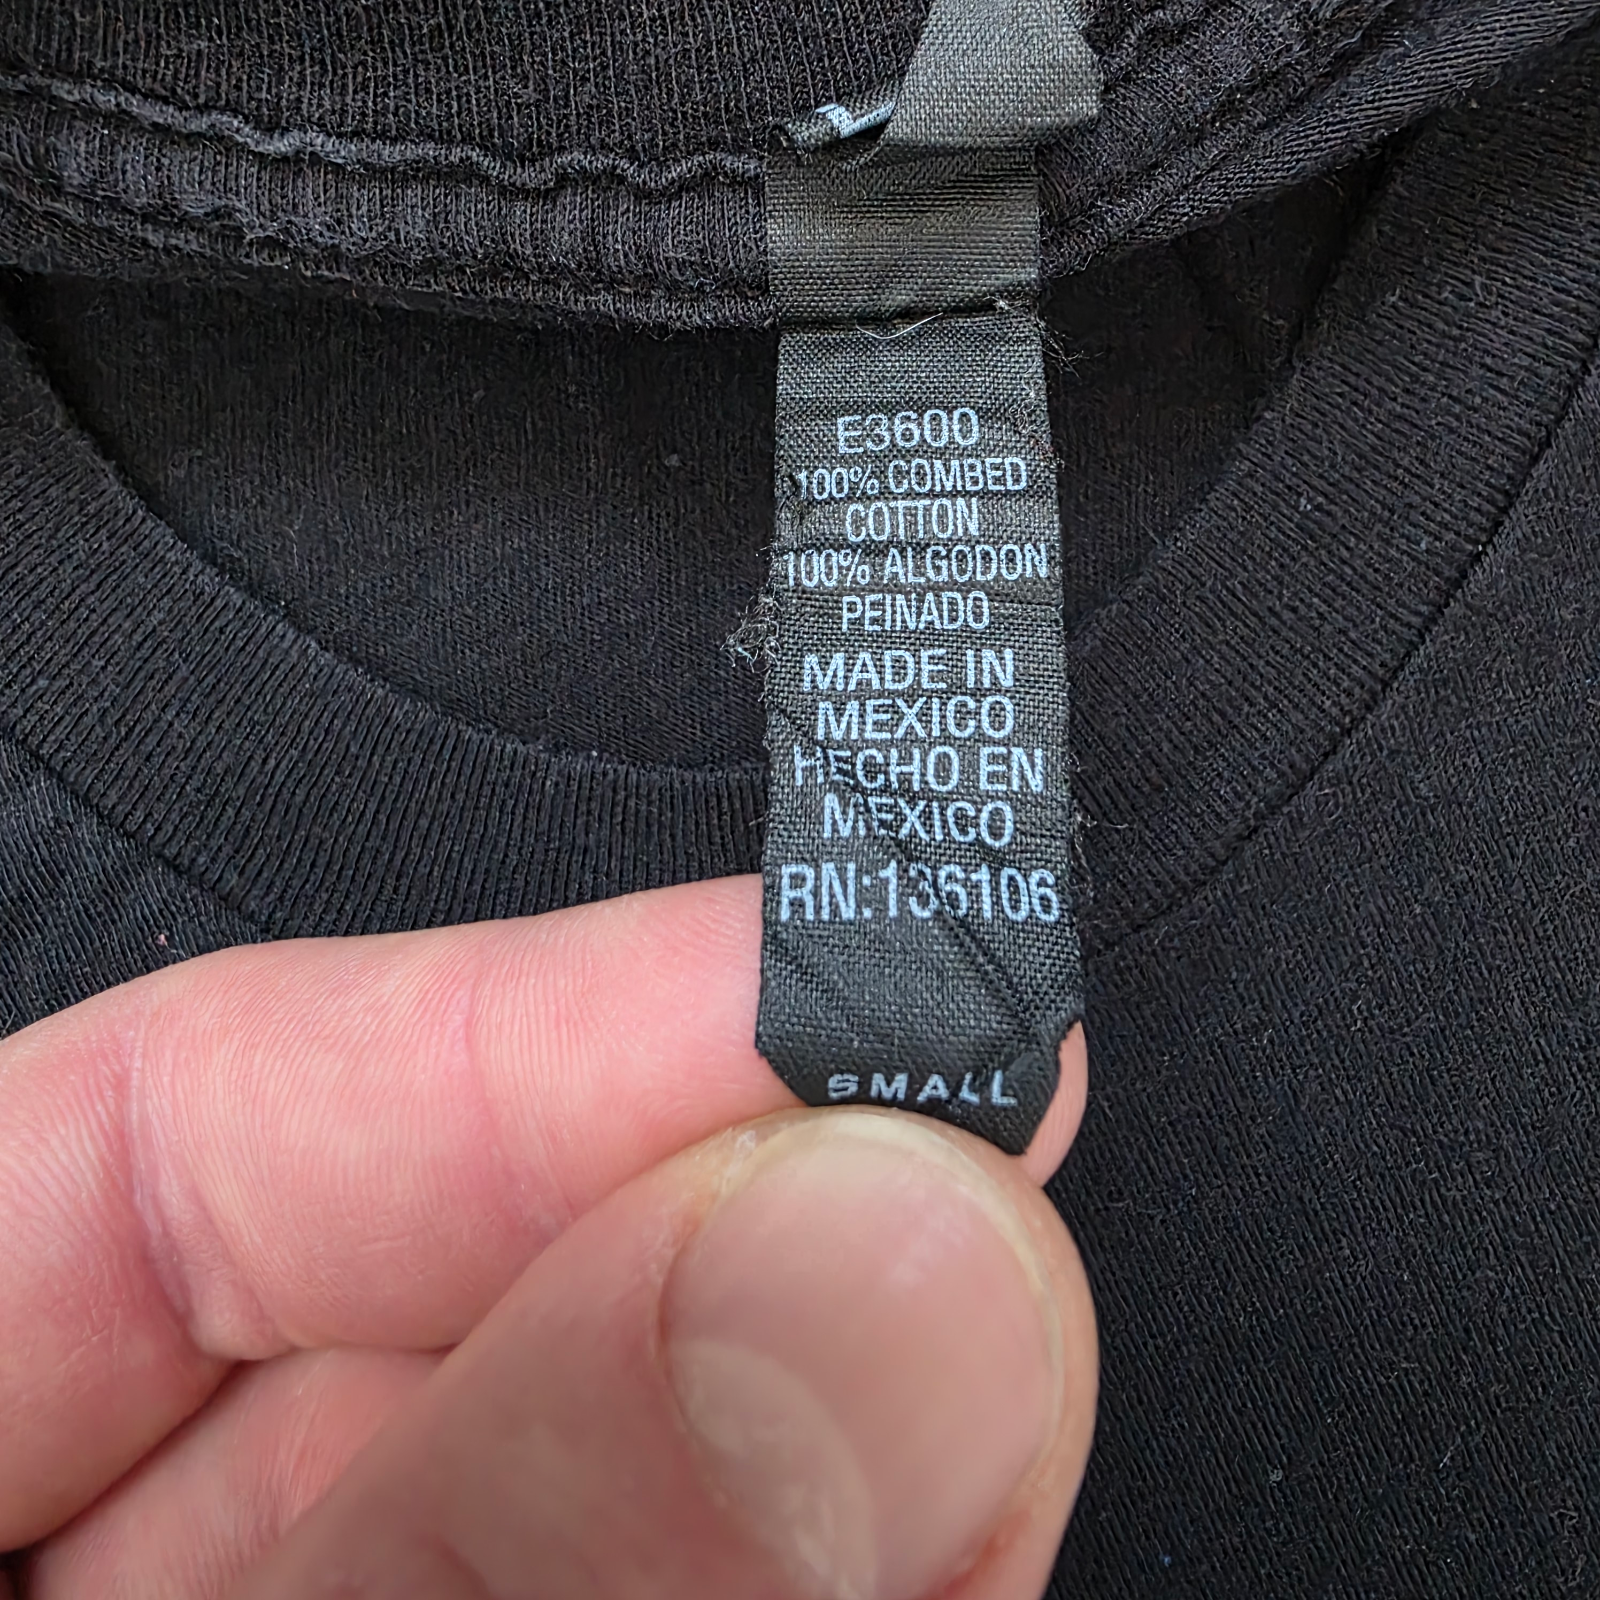 E3600
100% COMBED
COTTON
100% ALGODON
PEINADO
MADE IN
MEXICO
HECHO EN
MEXICO
RN:136106
SMALL